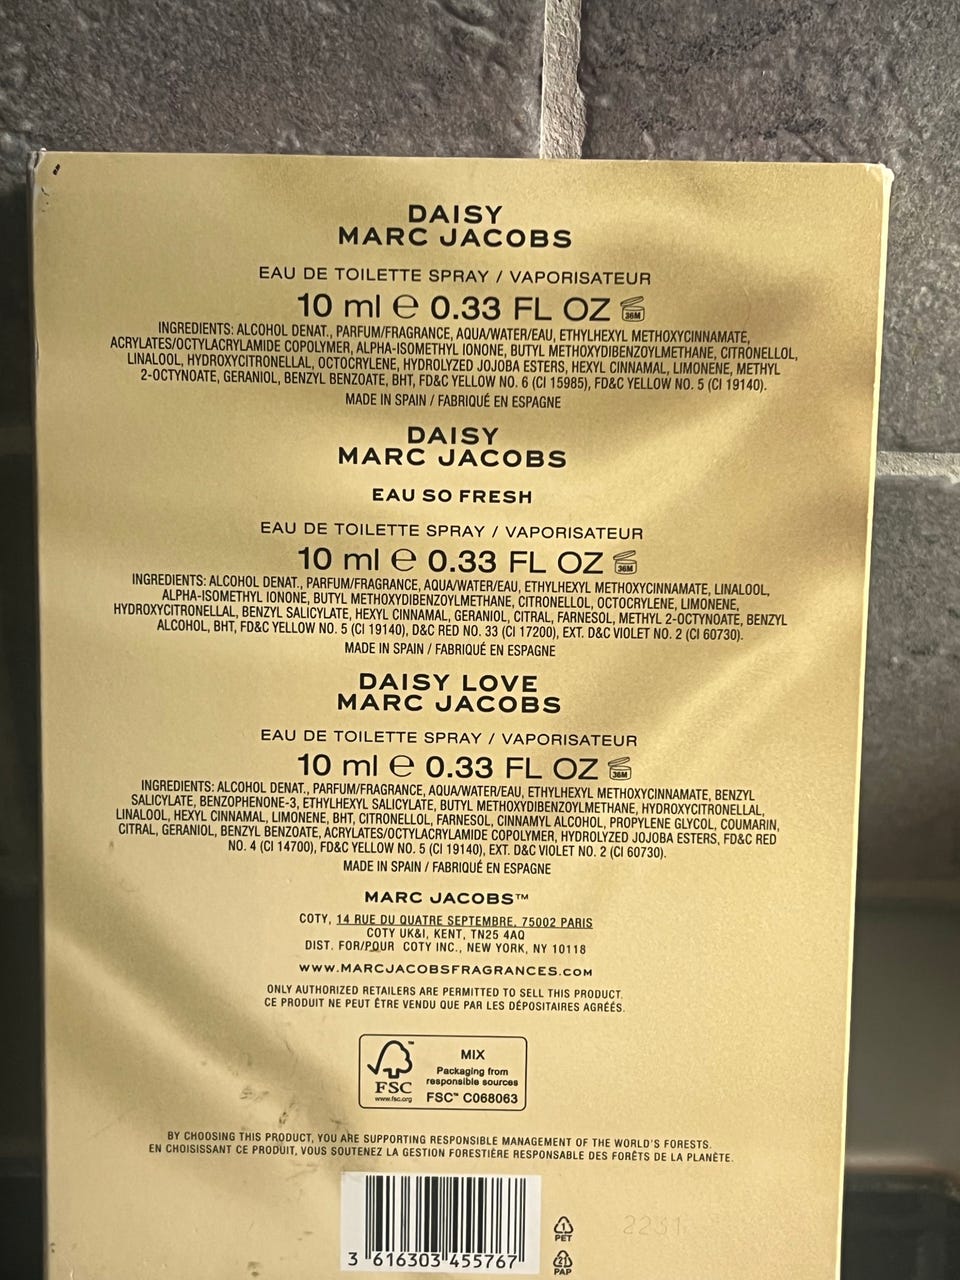 DAISY
MARC JACOBS
EAU DE TOILETTE SPRAY / VAPORISATEUR
10 ml ℮ 0.33 FL OZ 36M
INGREDIENTS: ALCOHOL DENAT., PARFUM/FRAGRANCE, AQUA/WATER/EAU, ETHYLHEXYL METHOXYCINNAMATE,
ACRYLATES/OCTYLACRYLAMIDE COPOLYMER, ALPHA-ISOMETHYL IONONE, BUTYL METHOXYDIBENZOYLMETHANE, CITRONELLOL,
LINALOOL, HYDROXYCITRONELLAL, OCTOCRYLENE, HYDROLYZED JOJOBA ESTERS, HEXYL CINNAMAL, LIMONENE, METHYL
2-OCTYNOATE, GERANIOL, BENZYL BENZOATE, BHT, FD&C YELLOW NO. 6 (CI 15985), FD&C YELLOW NO. 5 (CI 19140).
MADE IN SPAIN / FABRIQUÉ EN ESPAGNE
DAISY
MARC JACOBS
EAU SO FRESH
EAU DE TOILETTE SPRAY / VAPORISATEUR
10 ml ℮ 0.33 FL OZ 36M
INGREDIENTS: ALCOHOL DENAT., PARFUM/FRAGRANCE, AQUA/WATER/EAU, ETHYLHEXYL METHOXYCINNAMATE, LINALOOL,
ALPHA-ISOMETHYL IONONE, BUTYL METHOXYDIBENZOYLMETHANE, CITRONELLOL, OCTOCRYLENE, LIMONENE,
HYDROXYCITRONELLAL, BENZYL SALICYLATE, HEXYL CINNAMAL, GERANIOL, CITRAL, FARNESOL, METHYL 2-OCTYNOATE, BENZYL
ALCOHOL, BHT, FD&C YELLOW NO. 5 (CI 19140), D&C RED NO. 33 (CI 17200), EXT. D&C VIOLET NO. 2 (CI 60730).
MADE IN SPAIN / FABRIQUÉ EN ESPAGNE
DAISY LOVE
MARC JACOBS
EAU DE TOILETTE SPRAY / VAPORISATEUR
10 ml ℮ 0.33 FL OZ 36M
INGREDIENTS: ALCOHOL DENAT., PARFUM/FRAGRANCE, AQUA/WATER/EAU, ETHYLHEXYL METHOXYCINNAMATE, BENZYL
SALICYLATE, BENZOPHENONE-3, ETHYLHEXYL SALICYLATE, BUTYL METHOXYDIBENZOYLMETHANE, HYDROXYCITRONELLAL,
LINALOOL, HEXYL CINNAMAL, LIMONENE, BHT, CITRONELLOL, FARNESOL, CINNAMYL ALCOHOL, PROPYLENE GLYCOL, COUMARIN,
CITRAL, GERANIOL, BENZYL BENZOATE, ACRYLATES/OCTYLACRYLAMIDE COPOLYMER, HYDROLYZED JOJOBA ESTERS, FD&C RED
NO. 4 (CI 14700), FD&C YELLOW NO. 5 (CI 19140), EXT. D&C VIOLET NO. 2 (CI 60730).
MADE IN SPAIN / FABRIQUÉ EN ESPAGNE
MARC JACOBS™
COTY, 14 RUE DU QUATRE SEPTEMBRE, 75002 PARIS
COTY UK&I, KENT, TN25 4AQ
DIST. FOR/POUR COTY INC., NEW YORK, NY 10118
WWW.MARCJACOBSFRAGRANCES.COM
ONLY AUTHORIZED RETAILERS ARE PERMITTED TO SELL THIS PRODUCT.
CE PRODUIT NE PEUT ÊTRE VENDU QUE PAR LES DÉPOSITAIRES AGRÉÉS.
FSC
www.fsc.org
MIX
Packaging from
responsible sources
FSC™ C068063
BY CHOOSING THIS PRODUCT, YOU ARE SUPPORTING RESPONSIBLE MANAGEMENT OF THE WORLD'S FORESTS.
EN CHOISISSANT CE PRODUIT, VOUS SOUTENEZ LA GESTION FORESTIÈRE RESPONSABLE DES FORÊTS DE LA PLANÈTE.
3 616303 455767
1
PET
21
PAP